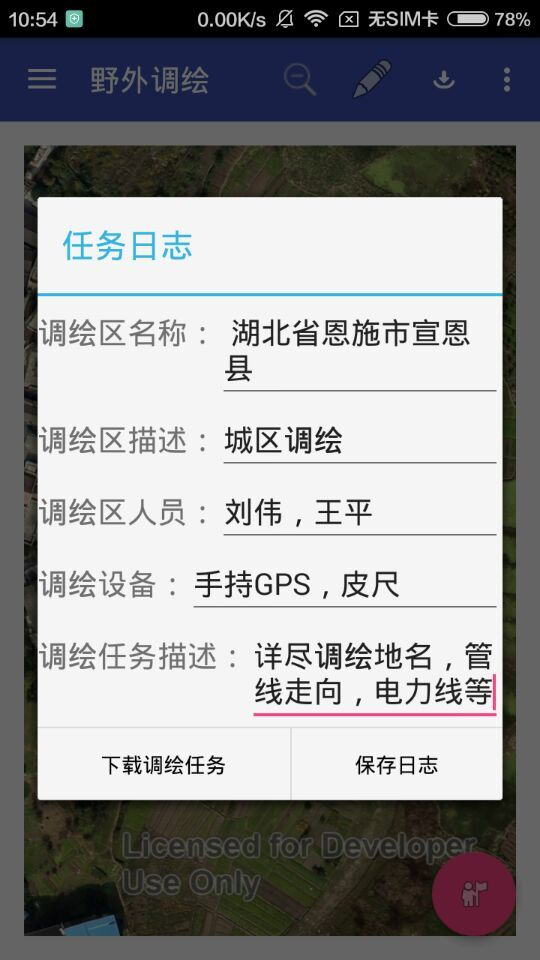 10:54 0.00K/s 无SIM卡 78%
野外调绘
任务日志
调绘区名称： 湖北省恩施市宣恩
县
调绘区描述： 城区调绘
调绘区人员： 刘伟，王平
调绘设备： 手持GPS，皮尺
调绘任务描述： 详尽调绘地名，管
线走向，电力线等
下载调绘任务 保存日志
Licensed for Developer
Use Only